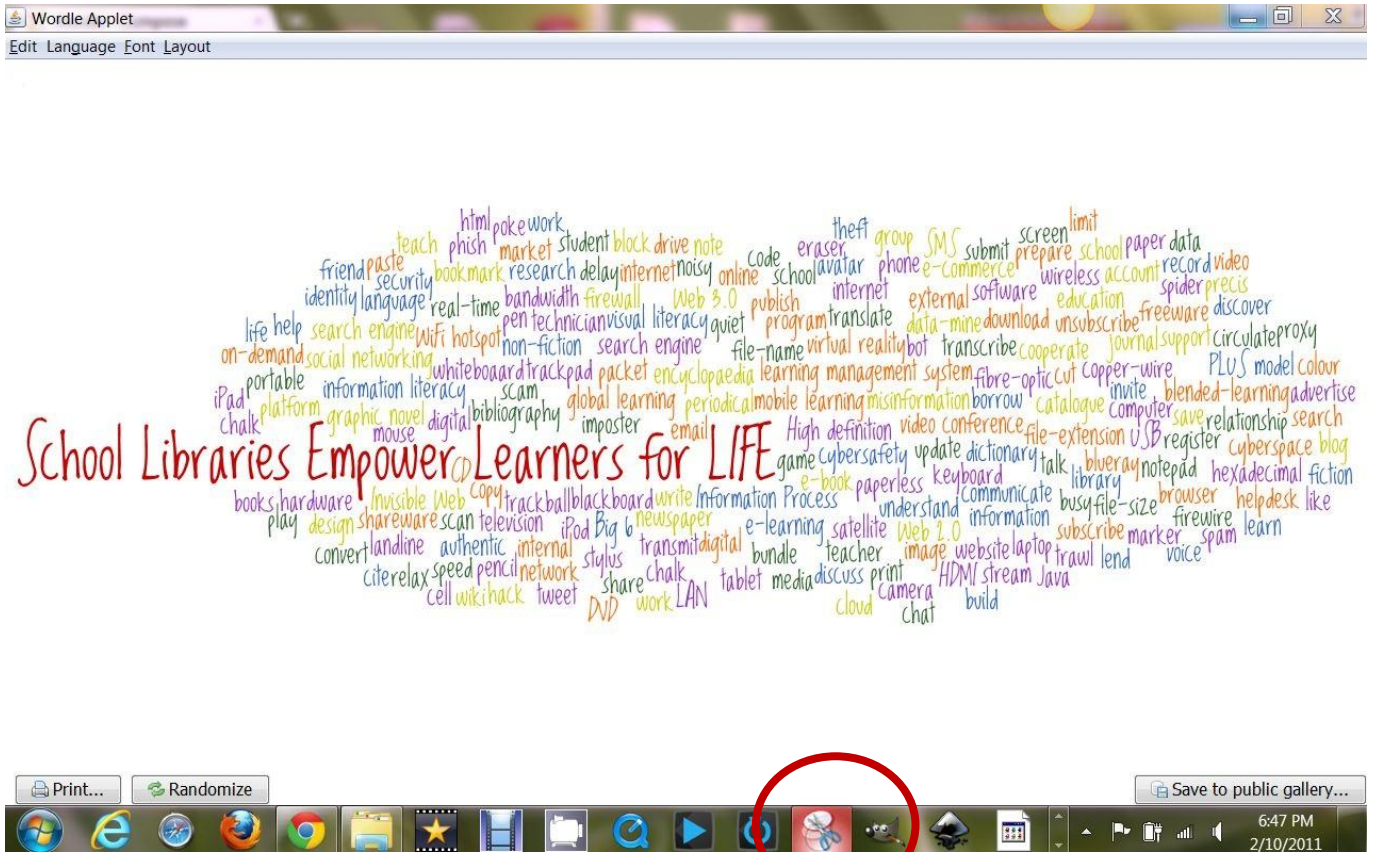 Wordle Applet
Edit Language Font Layout
html poke work theft limit
teach phish market student block drive note code eraser group SMS submit screen prepare school paper data
friend paste security bookmark research delay internet noisy online school avatar phone e-commerce wireless account record video
identity language real-time bandwidth firewall Web 3.0 publish internet external software education spider precis
life help search engine WiFi hotspot pen technician visual literacy quiet program translate data-mine download unsubscribe freeware discover
on-demand social networking non-fiction search engine file-name virtual reality bot transcribe cooperate journal support circulate proxy
portable information literacy whiteboaard trackpad packet encyclopaedia learning management system fibre-optic cut copper-wire PLUS model colour
iPad platform graphic novel scam global learning periodical mobile learning misinformation borrow catalogue invite blended-learning advertise
chalk mouse digital bibliography imposter email High definition video conference file-extension computer save relationship search
School Libraries Empower CD Learners for LIFE game cybersafety update dictionary talk USB register cyberspace blog
e-book paperless keyboard library blueray notepad hexadecimal fiction
books hardware Invisible Web copy trackball blackboard write Information Process understand communicate busy file-size browser helpdesk like
play design shareware scan television iPod Big 6 newspaper e-learning satellite Web 2.0 information subscribe marker firewire spam learn
convert landline authentic internal stylus transmit digital bundle teacher image website laptop trawl lend voice
cite relax speed pencil network share chalk tablet media discuss print camera HDMI stream Java
cell wiki hack tweet DVD work LAN cloud chat build
Print... Randomize Save to public gallery...
6:47 PM
2/10/2011